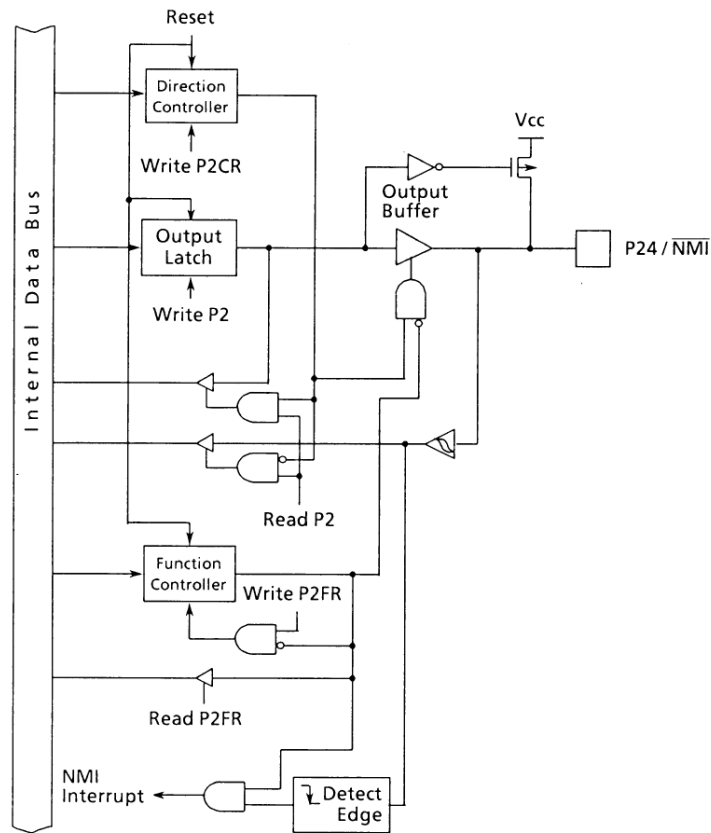 Reset
Direction
Controller
Write P2CR
Vcc
Output
Buffer
Output
Latch
Write P2
P24 / NMI
Internal Data Bus
Read P2
Function
Controller
Write P2FR
Read P2FR
NMI
Interrupt
Detect
Edge